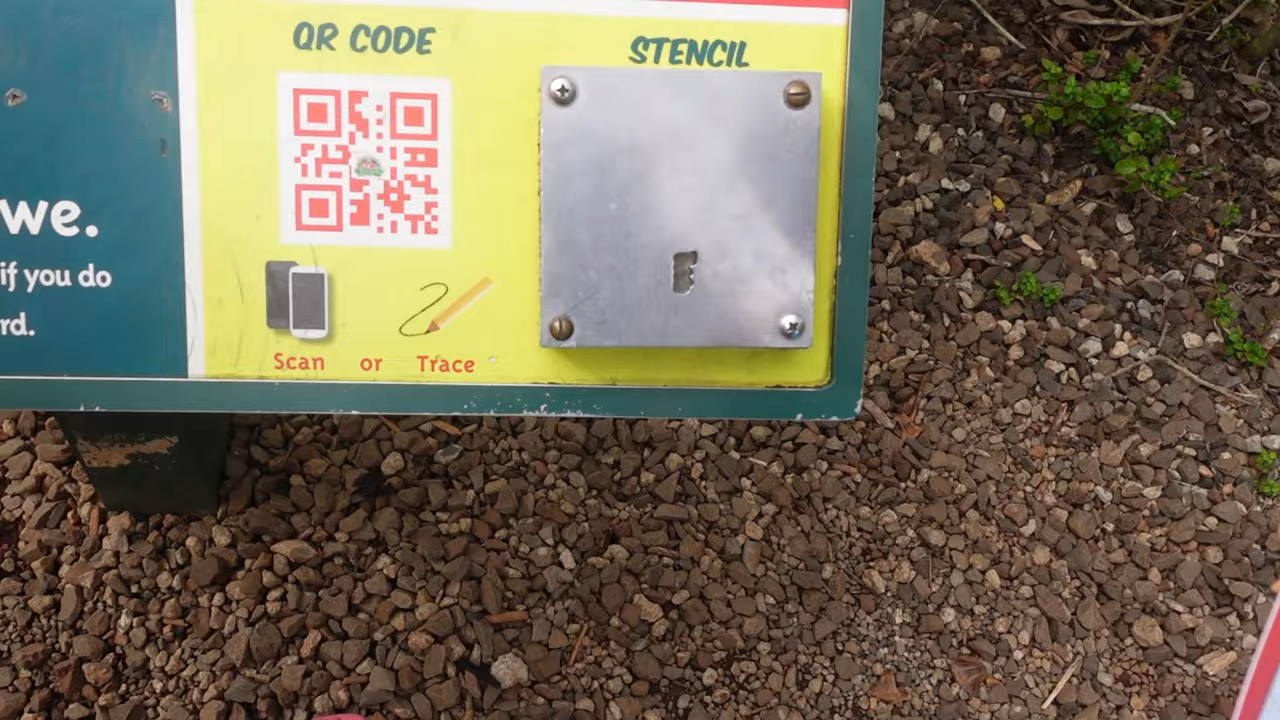 we.
if you do
rd.
QR CODE
STENCIL
Scan or Trace